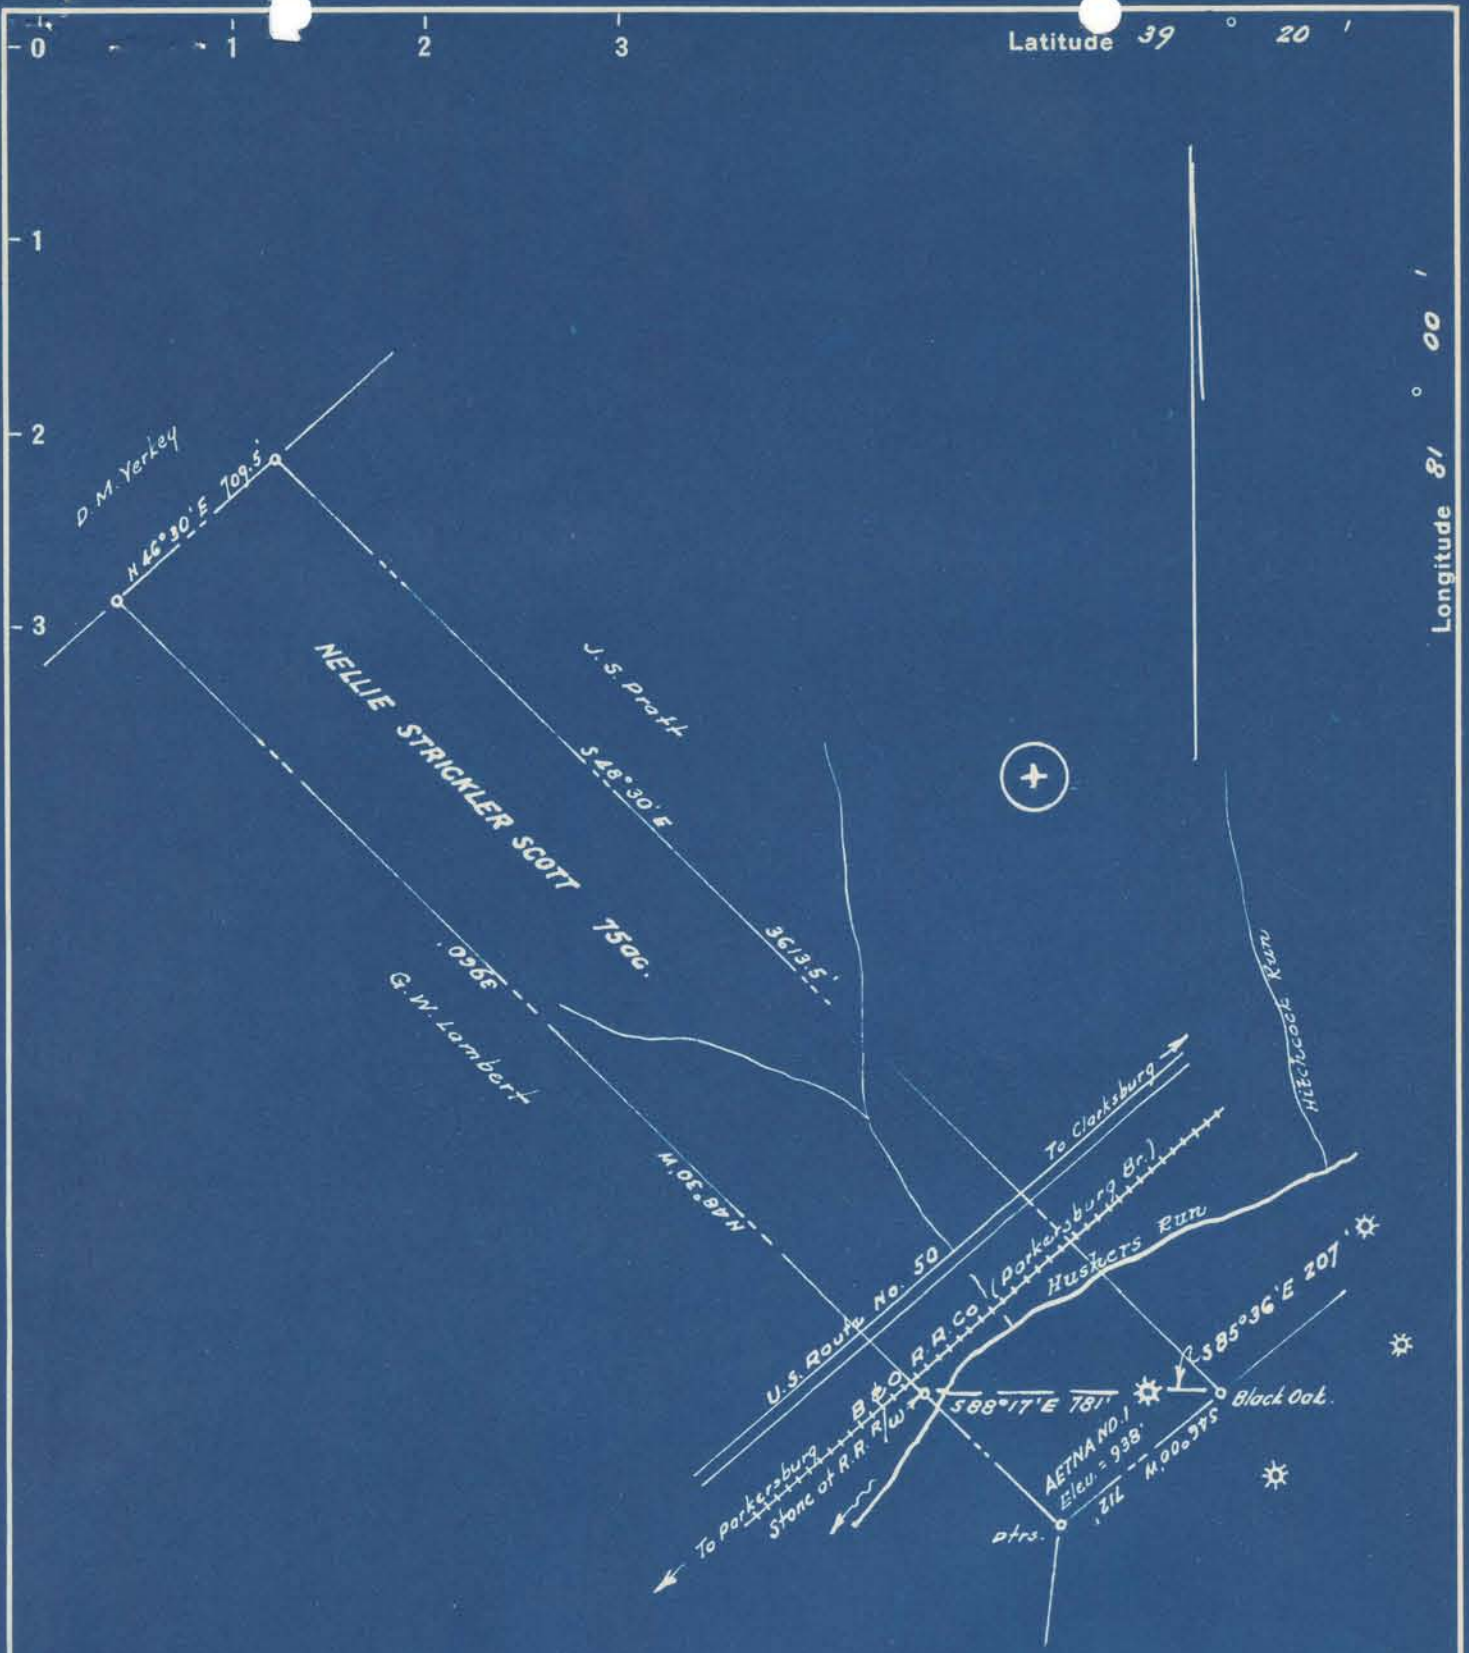 0 1 2 3 Latitude 39 ° 20 '
1
2
3
Longitude 81 ° 00 '
D. M. Yerkey
N 46° 30' E 709.5'
NELLIE STRICKLER SCOTT 75ac.
J. S. Pratt
S 48° 30' E 3613.5'
3960'
N 48° 30' W
G. W. Lambert
Hitchcock Run
To Clarksburg
U.S. Route No. 50
B & O R.R. Co. (Parkersburg Br.)
Huskers Run
To Parkersburg
Stone at R.R. R/W
S 88° 17' E 781'
S 85° 36' E 207'
Black Oak.
AETNA NO. 1
Elev. = 938'
S 46° 00' W 712'
Ptrs.